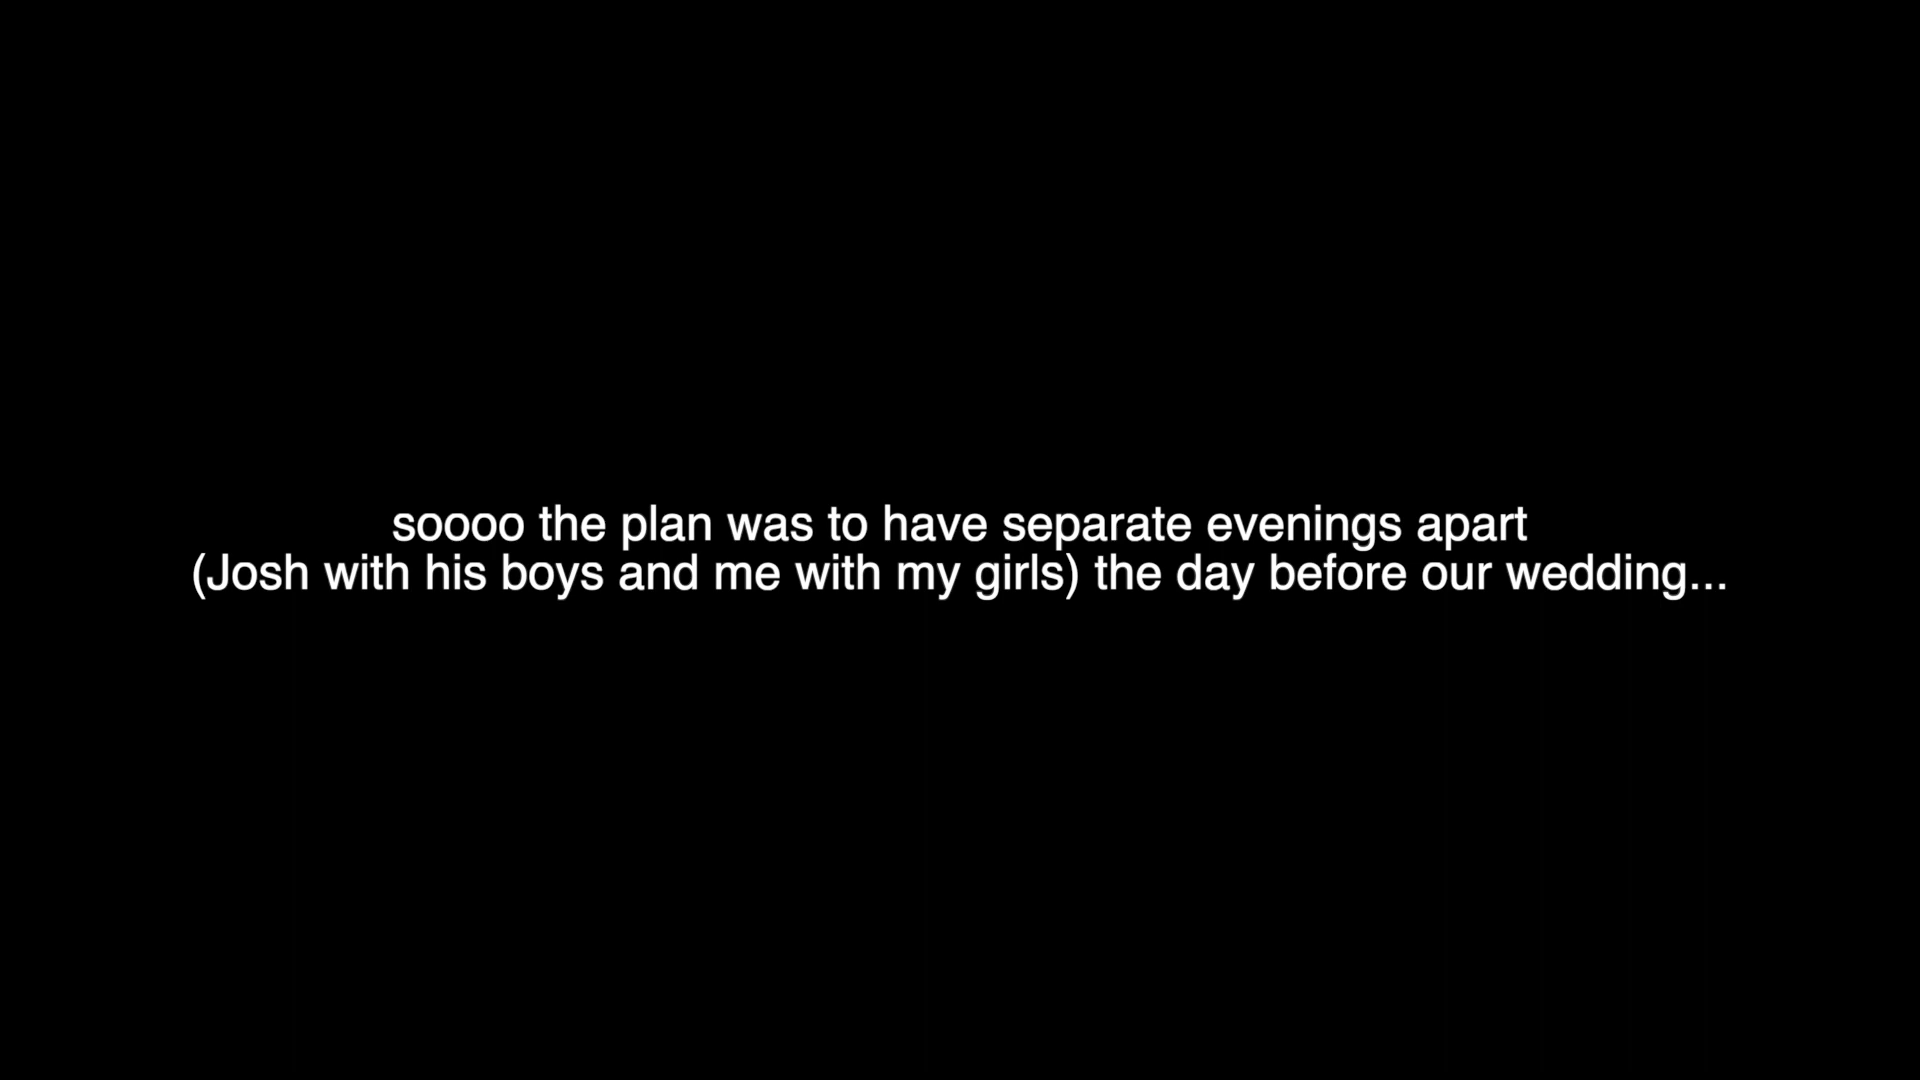 soooo the plan was to have separate evenings apart
(Josh with his boys and me with my girls) the day before our wedding...